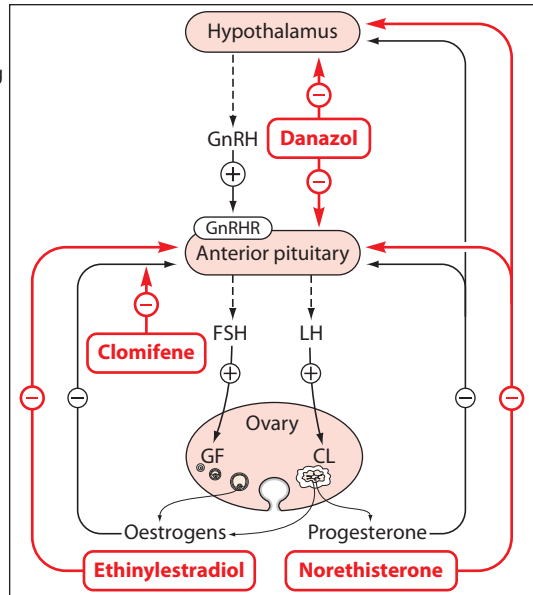 Hypothalamus
−
GnRH
Danazol
+
−
GnRHR
Anterior pituitary
−
Clomifene
FSH
LH
+
+
−
−
−
−
Ovary
GF
CL
Oestrogens
Progesterone
Ethinylestradiol
Norethisterone